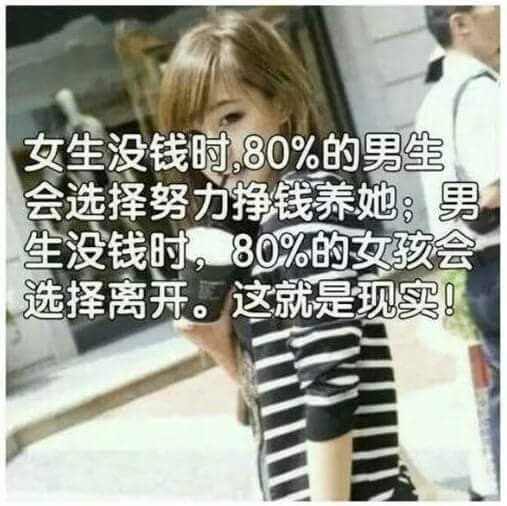 女生没钱时,80%的男生
会选择努力挣钱养她；男
生没钱时，80%的女孩会
选择离开。这就是现实！